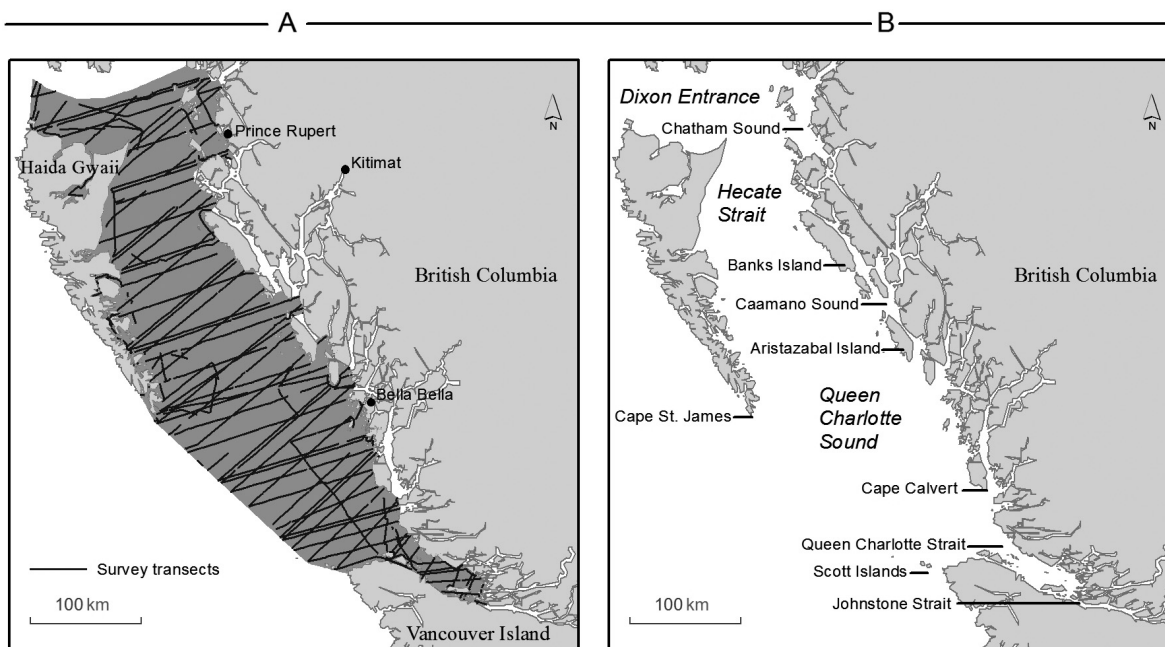 A
B
Prince Rupert
Kitimat
Haida Gwaii
British Columbia
Bella Bella
Survey transects
100 km
Vancouver Island
N
Dixon Entrance
Chatham Sound
N
Hecate
Strait
Banks Island
British Columbia
Caamano Sound
Aristazabal Island
Queen
Charlotte
Sound
Cape St. James
Cape Calvert
Queen Charlotte Strait
Scott Islands
Johnstone Strait
100 km